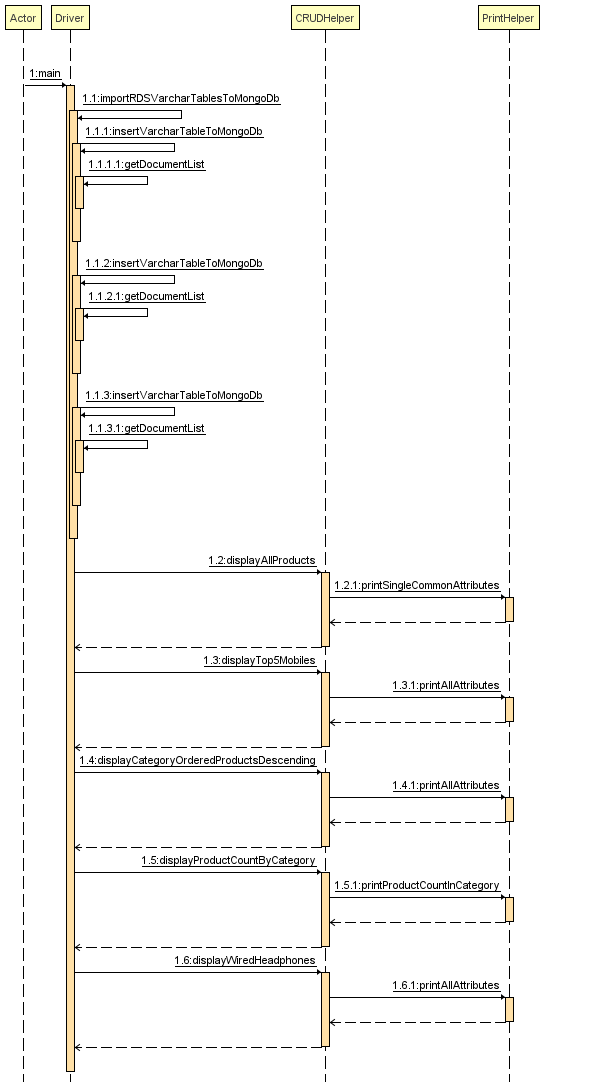 Actor
Driver
CRUDHelper
PrintHelper
1:main
1.1:importRDSVarcharTablesToMongoDb
1.1.1:insertVarcharTableToMongoDb
1.1.1.1:getDocumentList
1.1.2:insertVarcharTableToMongoDb
1.1.2.1:getDocumentList
1.1.3:insertVarcharTableToMongoDb
1.1.3.1:getDocumentList
1.2:displayAllProducts
1.2.1:printSingleCommonAttributes
1.3:displayTop5Mobiles
1.3.1:printAllAttributes
1.4:displayCategoryOrderedProductsDescending
1.4.1:printAllAttributes
1.5:displayProductCountByCategory
1.5.1:printProductCountInCategory
1.6:displayWiredHeadphones
1.6.1:printAllAttributes